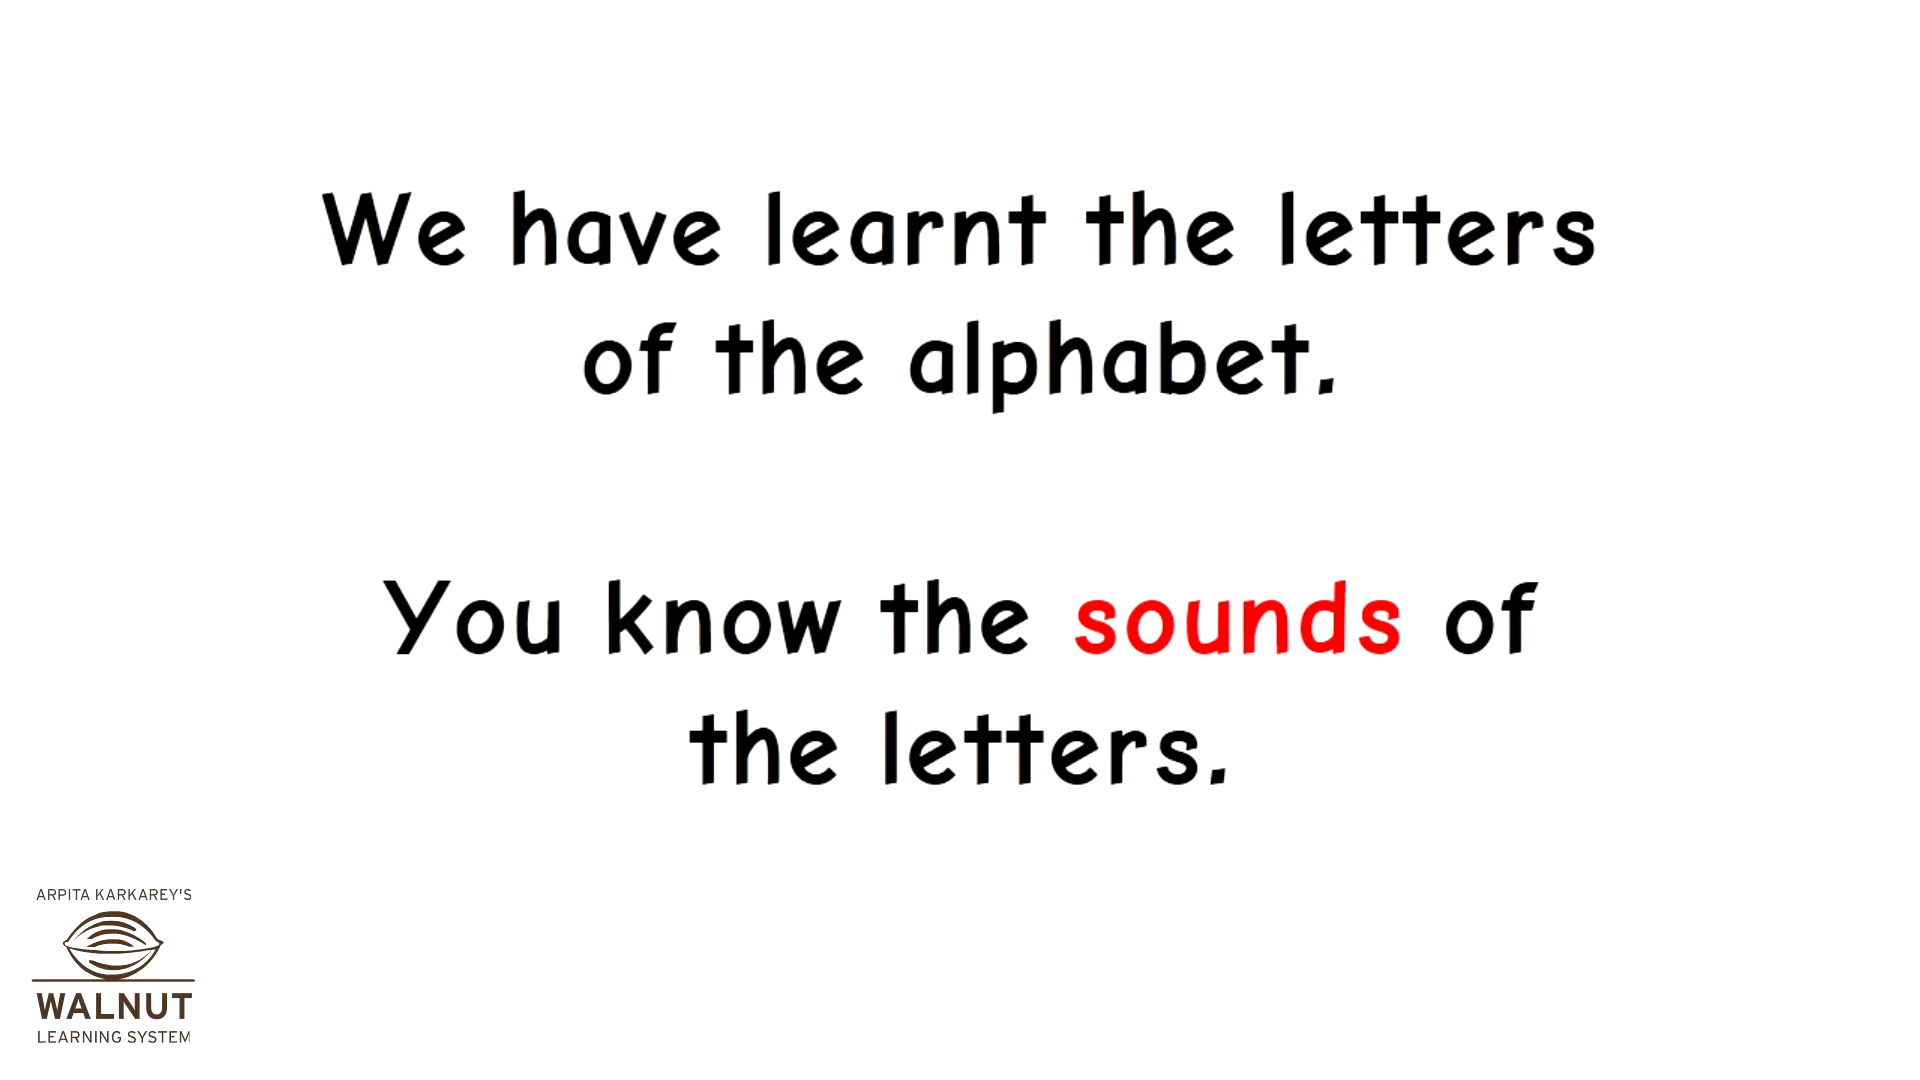 We have learnt the letters
of the alphabet.
You know the sounds of
the letters.
ARPITA KARKAREY'S
WALNUT
LEARNING SYSTEM